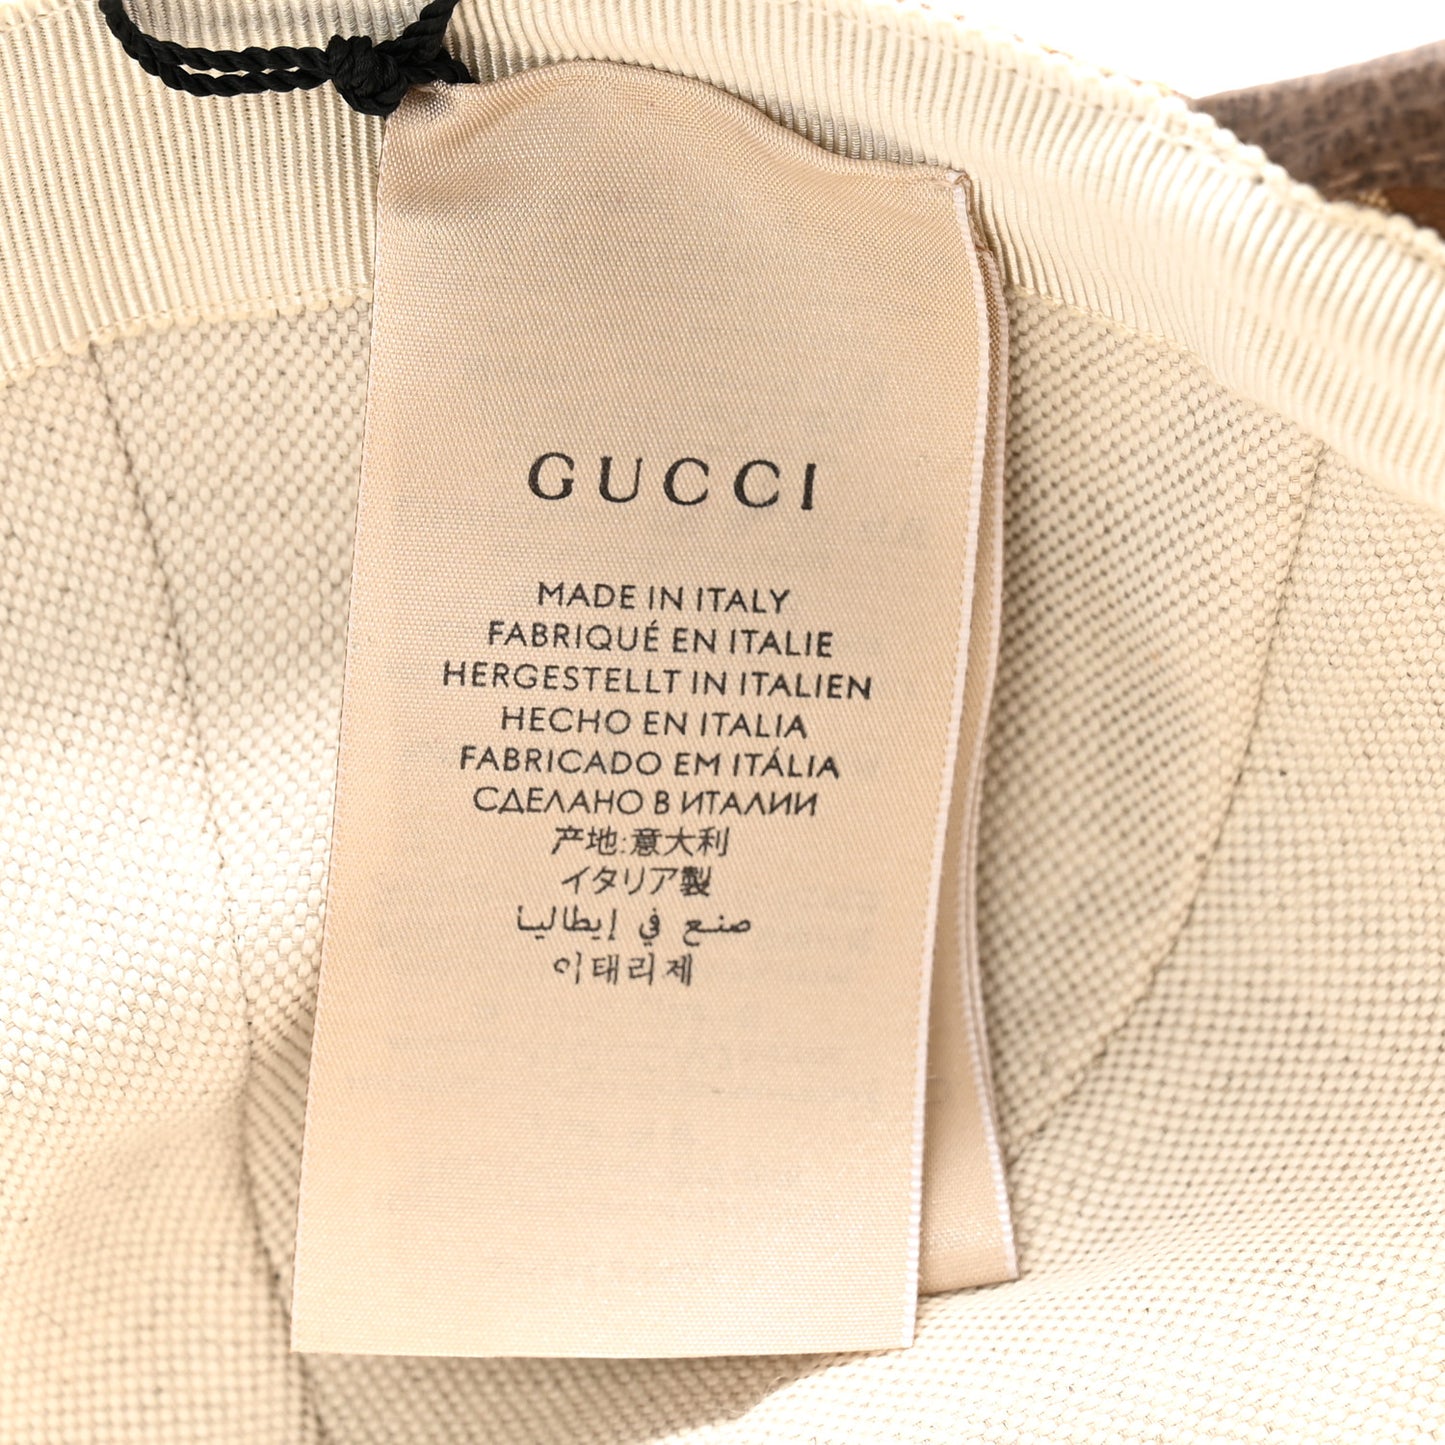 GUCCI
MADE IN ITALY
FABRIQUÉ EN ITALIE
HERGESTELLT IN ITALIEN
HECHO EN ITALIA
FABRICADO EM ITÁLIA
СДЕЛАНО В ИТАЛИИ
产地:意大利
イタリア製
صنع في إيطاليا
이태리제